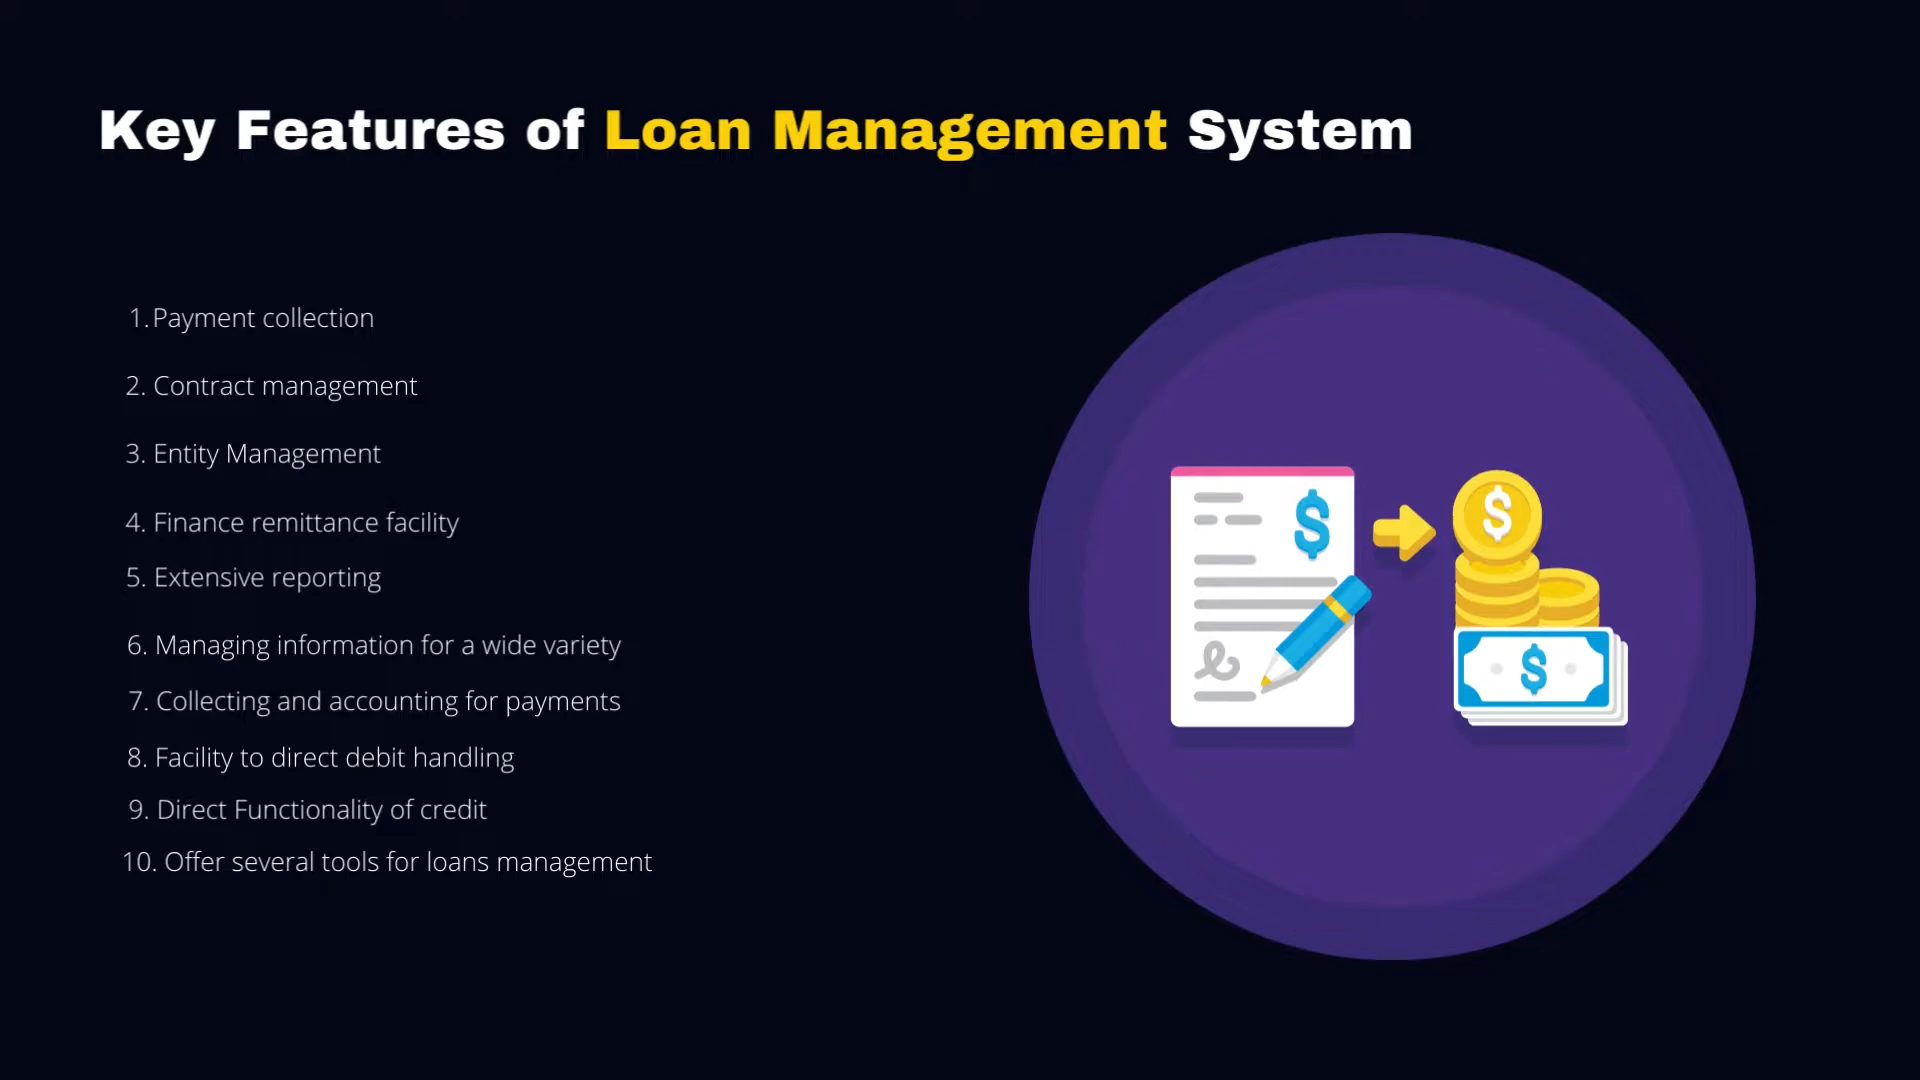 Key Features of Loan Management System
1.Payment collection
2. Contract management
3. Entity Management
4. Finance remittance facility
5. Extensive reporting
6. Managing information for a wide variety
7. Collecting and accounting for payments
8. Facility to direct debit handling
9. Direct Functionality of credit
10. Offer several tools for loans management
$
$
$